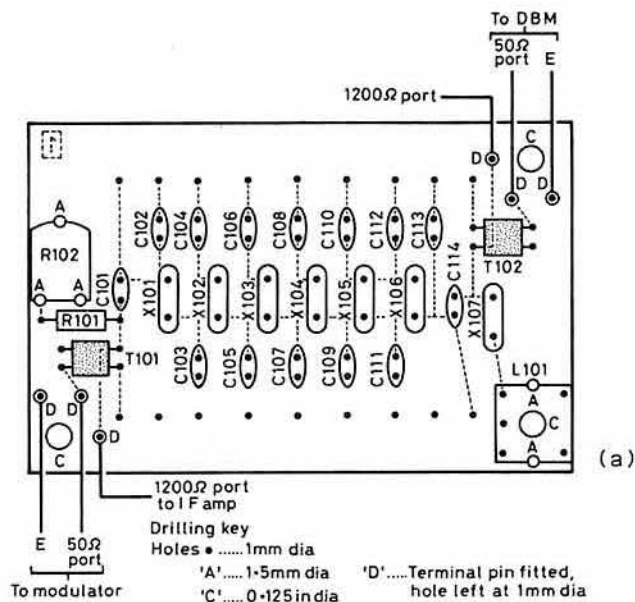 To DBM
50Ω port E
1200Ω port
D
C
D D
A
R102
A A
R101
C101
C102
C104
C106
C108
C110
C112
C113
C114
X101
X102
X103
X104
X105
X106
X107
T102
T101
C103
C105
C107
C109
C111
L101
A
C
A
D D
C
D
(a)
1200Ω port
to IF amp
E 50Ω port
To modulator
Drilling key
Holes ● ...... 1mm dia
'A' ..... 1·5mm dia
'C' ..... 0·125 in dia
'D' ..... Terminal pin fitted,
hole left at 1mm dia